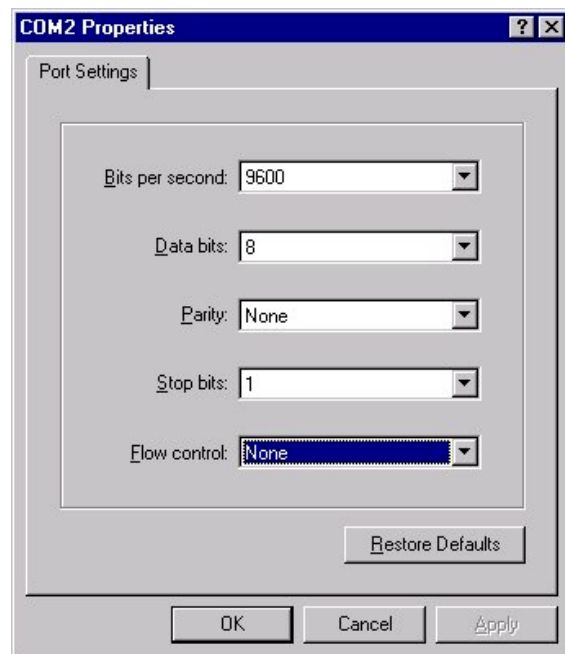 COM2 Properties
Port Settings
Bits per second: 9600
Data bits: 8
Parity: None
Stop bits: 1
Flow control: None
Restore Defaults
OK Cancel Apply